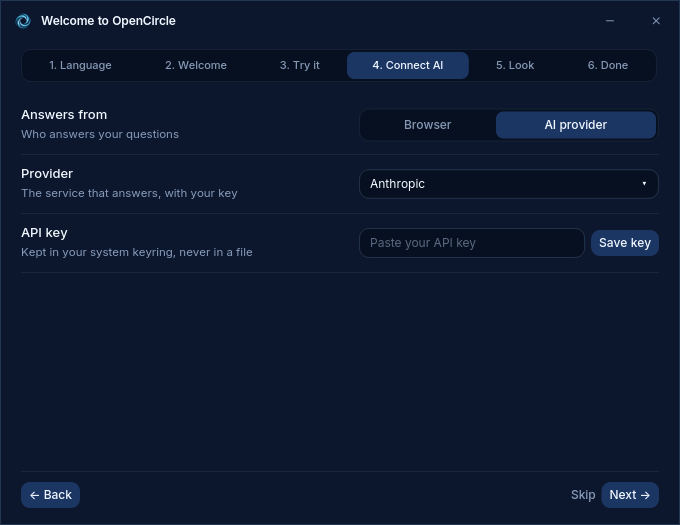 Welcome to OpenCircle
1. Language
2. Welcome
3. Try it
4. Connect AI
5. Look
6. Done
Answers from
Who answers your questions
Browser
AI provider
Provider
The service that answers, with your key
Anthropic
API key
Kept in your system keyring, never in a file
Paste your API key
Save key
← Back
Skip
Next →